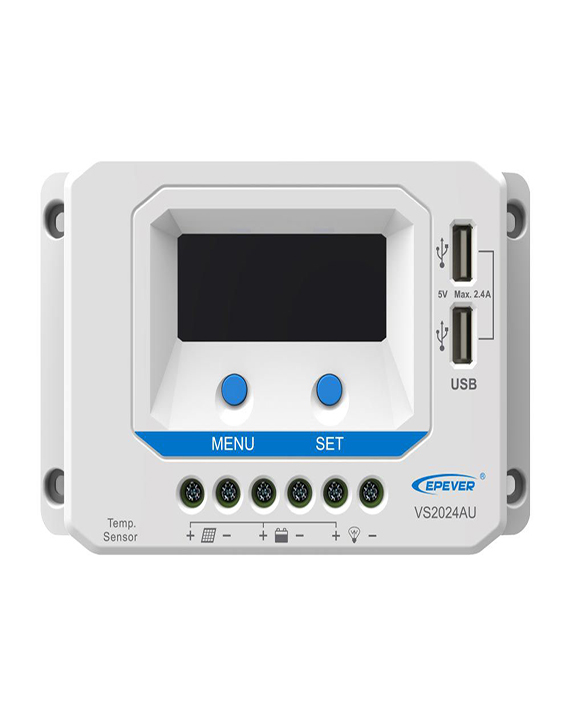 5V Max. 2.4A
USB
MENU SET
EPEVER®
VS2024AU
Temp.
Sensor
+ − + − + −